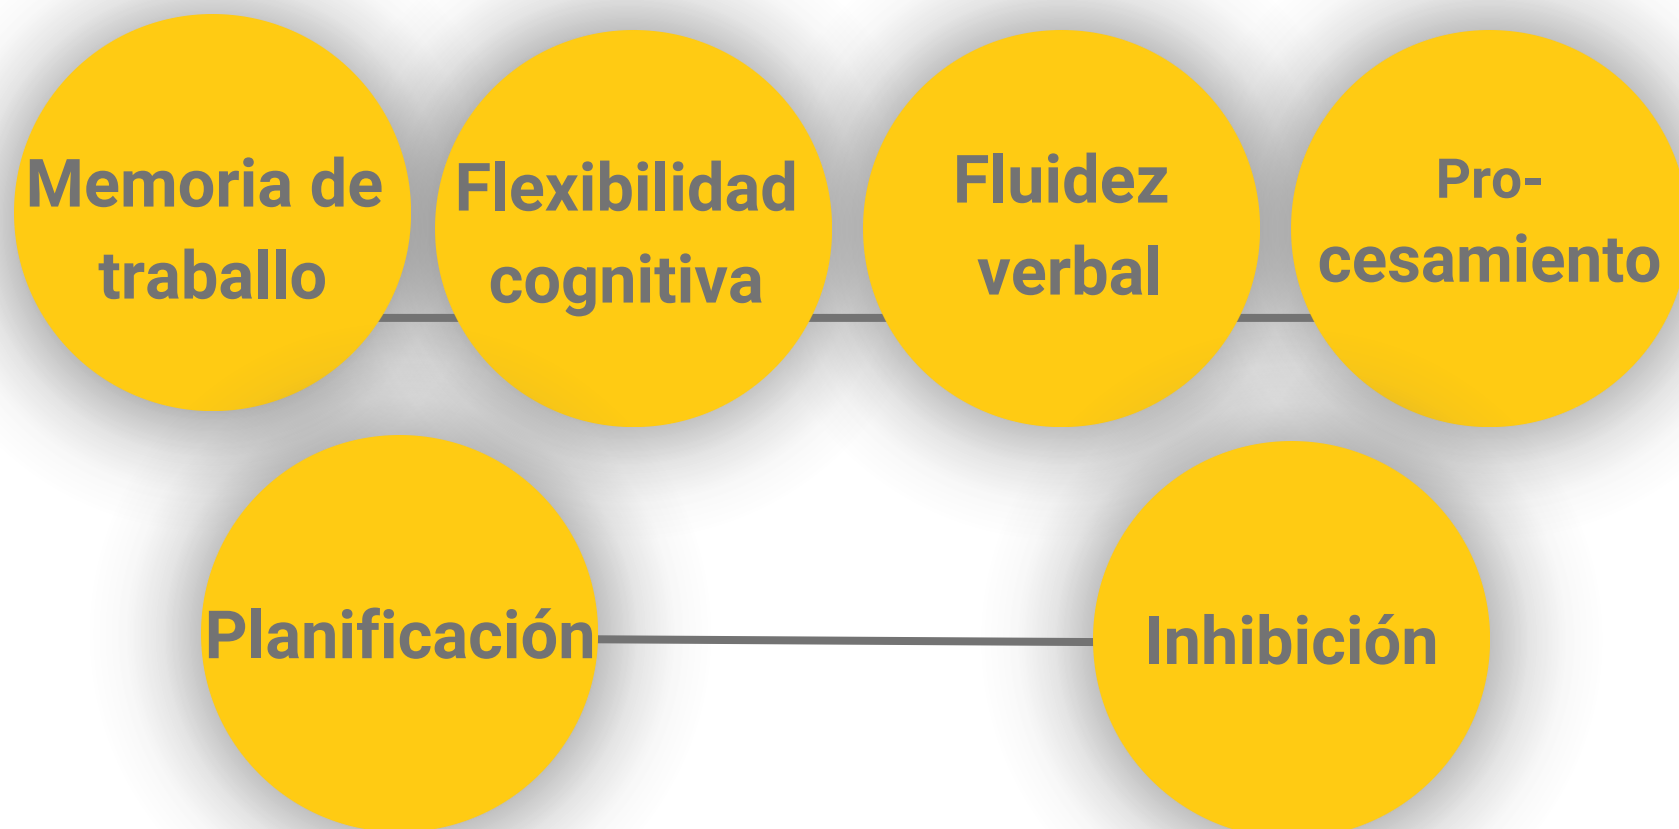 Memoria de
traballo
Flexibilidad
cognitiva
Fluidez
verbal
Pro-
cesamiento
Planificación
Inhibición